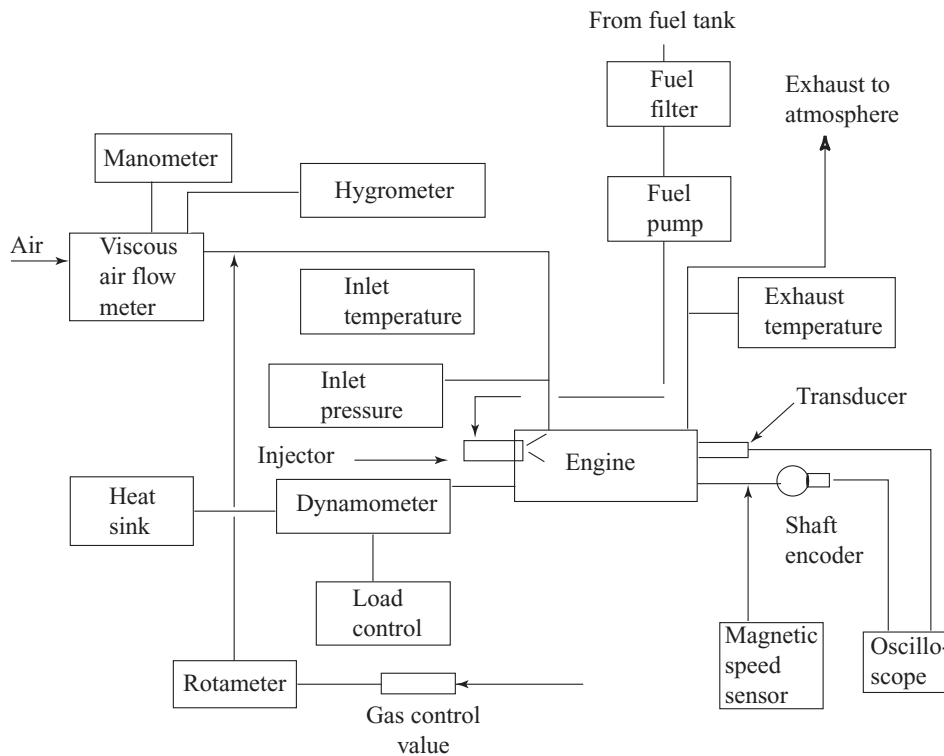 From fuel tank
Fuel
filter
Exhaust to
atmosphere
Manometer
Hygrometer
Fuel
pump
Air
Viscous
air flow
meter
Inlet
temperature
Exhaust
temperature
Inlet
pressure
Transducer
Injector
Engine
Heat
sink
Dynamometer
Shaft
encoder
Load
control
Magnetic
speed
sensor
Oscillo-
scope
Rotameter
Gas control
value